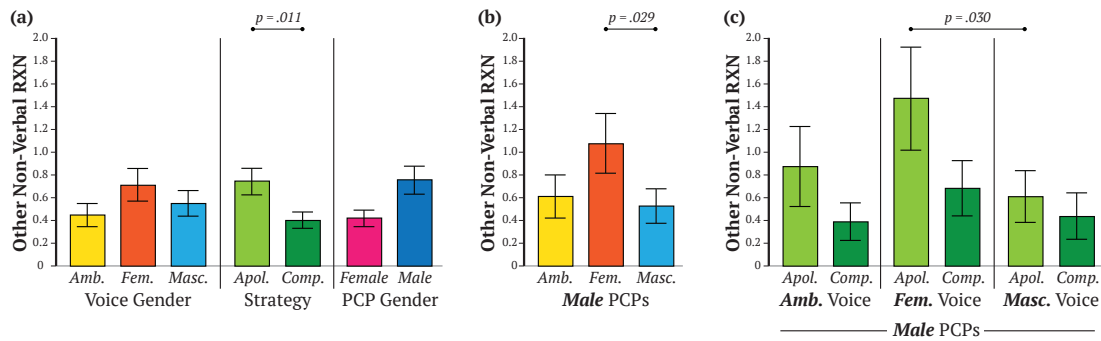 (a)
p = .011
Other Non-Verbal RXN
2.0
1.8
1.6
1.4
1.2
1.0
0.8
0.6
0.4
0.2
0
Amb. Fem. Masc. Apol. Comp. Female Male
Voice Gender Strategy PCP Gender
(b)
p = .029
Other Non-Verbal RXN
2.0
1.8
1.6
1.4
1.2
1.0
0.8
0.6
0.4
0.2
0
Amb. Fem. Masc.
Male PCPs
(c)
p = .030
Other Non-Verbal RXN
2.0
1.8
1.6
1.4
1.2
1.0
0.8
0.6
0.4
0.2
0
Apol. Comp. Apol. Comp. Apol. Comp.
Amb. Voice Fem. Voice Masc. Voice
Male PCPs